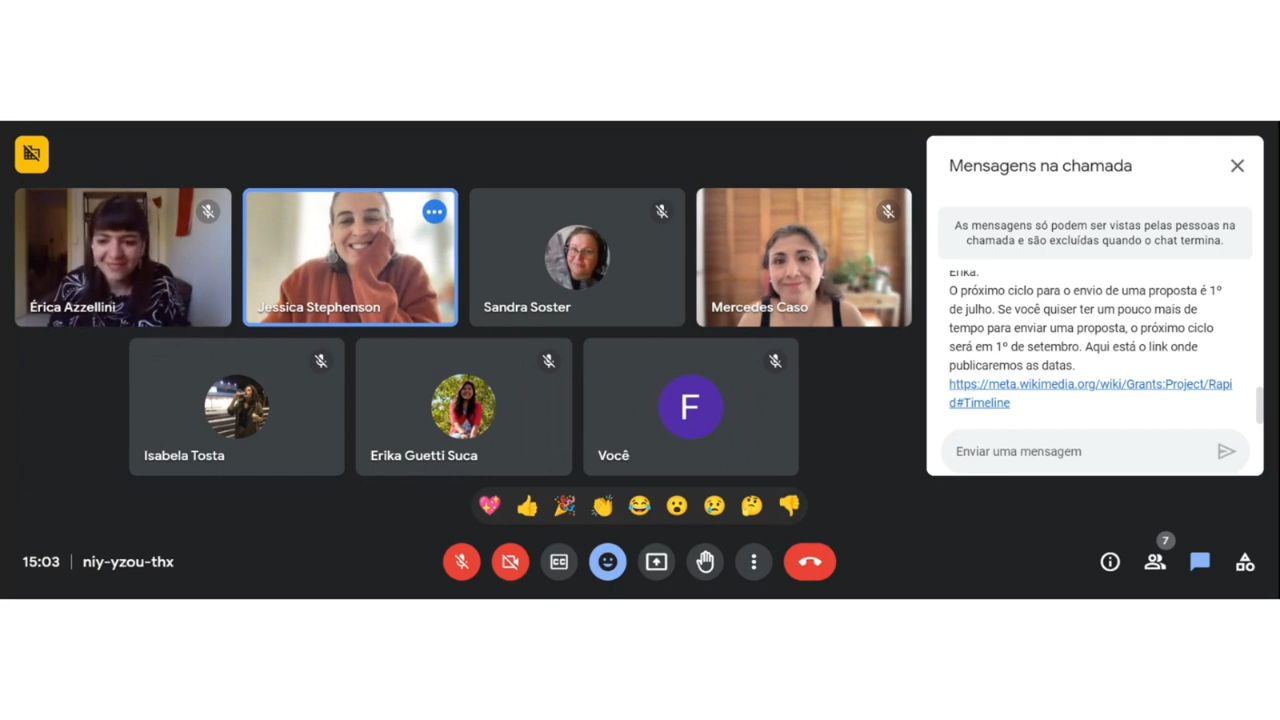 Mensagens na chamada
As mensagens só podem ser vistas pelas pessoas na
chamada e são excluídas quando o chat termina.
Erika.
O próximo ciclo para o envio de uma proposta é 1º
de julho. Se você quiser ter um pouco mais de
tempo para enviar uma proposta, o próximo ciclo
será em 1º de setembro. Aqui está o link onde
publicaremos as datas.
https://meta.wikimedia.org/wiki/Grants:Project/Rapi
d#Timeline
Enviar uma mensagem
Érica Azzellini
Jessica Stephenson
Sandra Soster
Mercedes Caso
Isabela Tosta
Erika Guetti Suca
F
Você
15:03 | niy-yzou-thx
CC
7